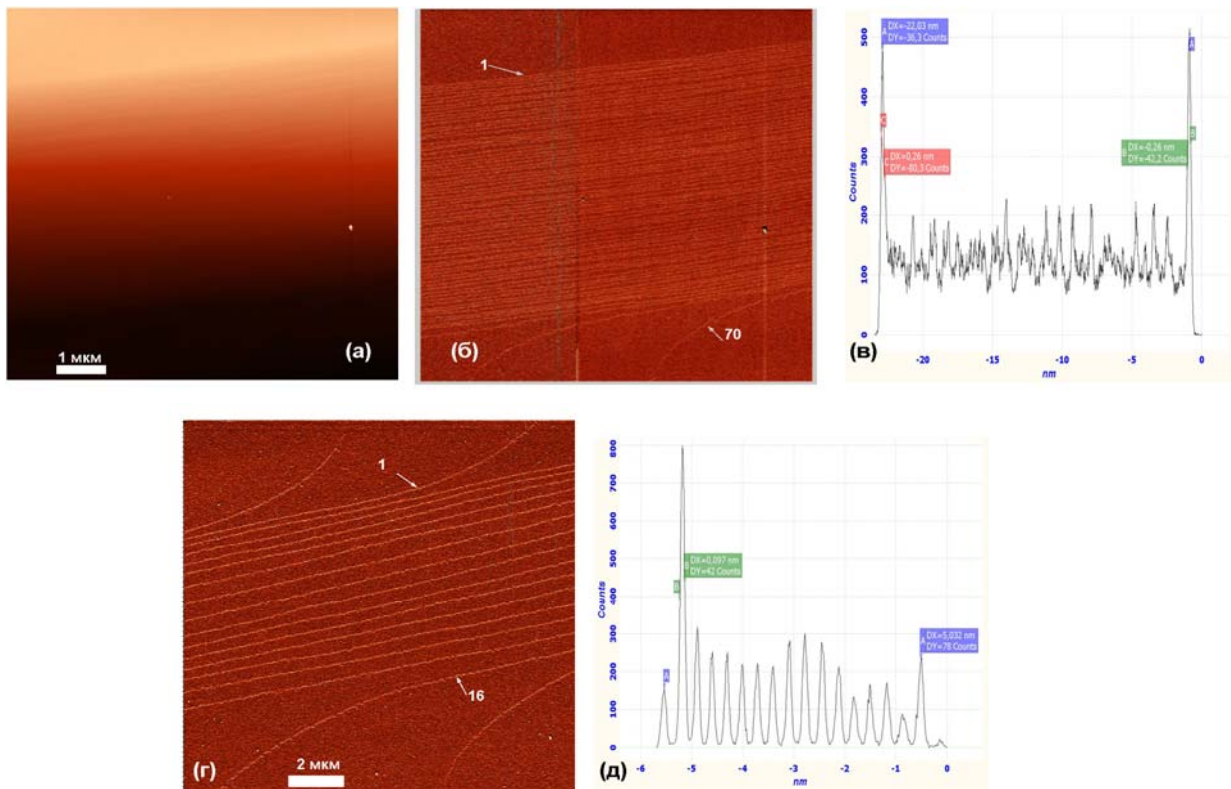 1 мкм
(а)
1
70
(б)
A DX=-22,03 nm
DY=-36,3 Counts
A
C
C DX=0,26 nm
DY=-80,3 Counts
B DX=-0,26 nm
DY=-42,2 Counts
B
500
400
300
200
100
0
Counts
-20
-15
-10
-5
0
nm
(в)
1
16
2 мкм
(г)
B
B DX=0,097 nm
DY=42 Counts
A DX=5,032 nm
DY=78 Counts
800
700
600
500
400
300
200
100
0
Counts
-6
-5
-4
-3
-2
-1
0
nm
(д)